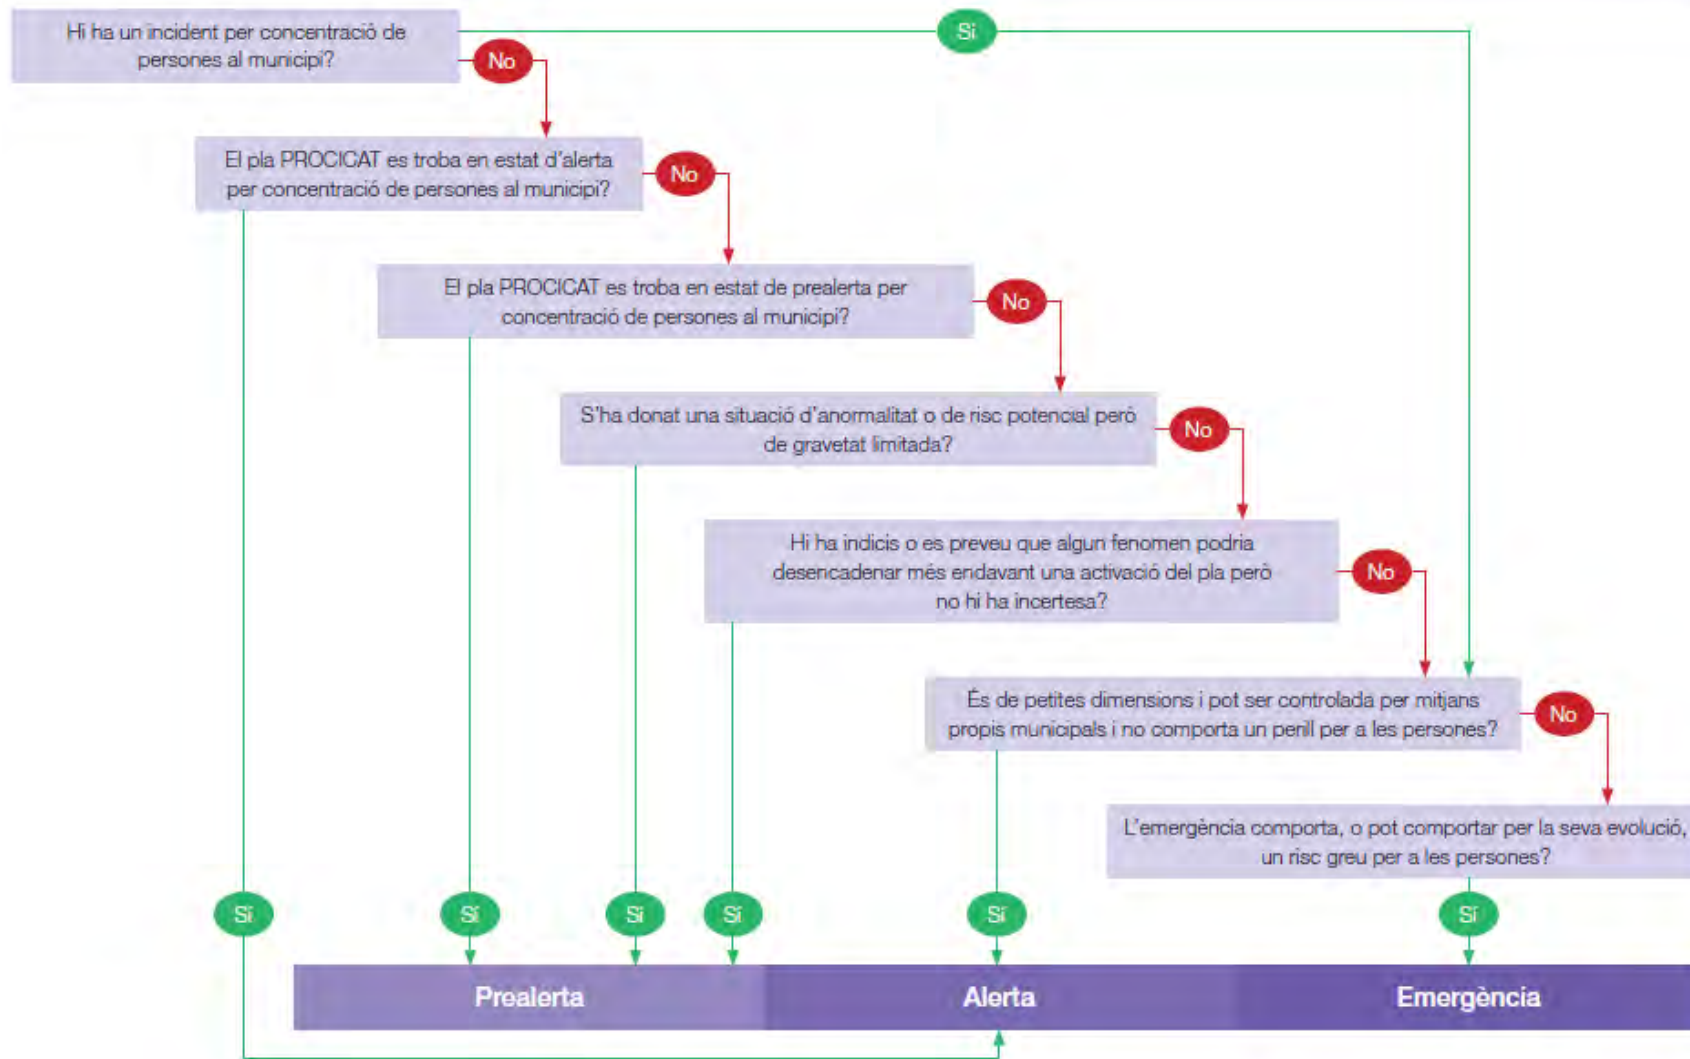 Hi ha un incident per concentració de
persones al municipi?
Sí
No
El pla PROCICAT es troba en estat d'alerta
per concentració de persones al municipi?
No
El pla PROCICAT es troba en estat de prealerta per
concentració de persones al municipi?
No
S'ha donat una situació d'anormalitat o de risc potencial però
de gravetat limitada?
No
Hi ha indicis o es preveu que algun fenomen podria
desencadenar més endavant una activació del pla però
no hi ha incertesa?
No
És de petites dimensions i pot ser controlada per mitjans
propis municipals i no comporta un perill per a les persones?
No
L'emergència comporta, o pot comportar per la seva evolució,
un risc greu per a les persones?
Sí
Sí
Sí
Sí
Sí
Sí
Prealerta
Alerta
Emergència